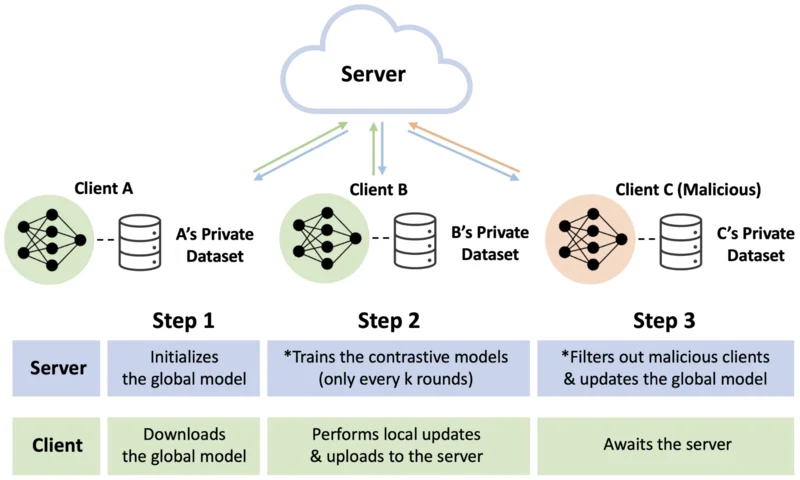 Server
Client A
Client B
Client C (Malicious)
A's Private
Dataset
B's Private
Dataset
C's Private
Dataset
Step 1
Step 2
Step 3
Server
Initializes
the global model
*Trains the contrastive models
(only every k rounds)
*Filters out malicious clients
& updates the global model
Client
Downloads
the global model
Performs local updates
& uploads to the server
Awaits the server